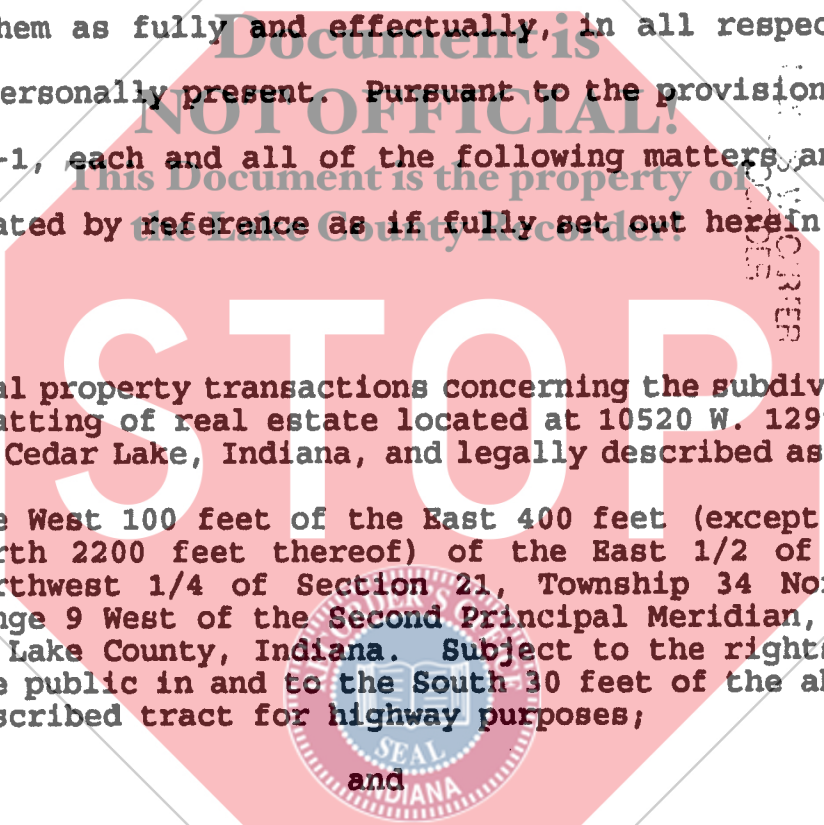 hem as fully and effectually, in all respec
Document is
ersonally present. Pursuant to the provision
NOT OFFICIAL!
-1, each and all of the following matters an
This Document is the property of
ated by reference as if fully set out herein
the Lake County Recorder!
STOP
al property transactions concerning the subdiv
atting of real estate located at 10520 W. 129
Cedar Lake, Indiana, and legally described as
e West 100 feet of the East 400 feet (except
rth 2200 feet thereof) of the East 1/2 of
rthwest 1/4 of Section 21, Township 34 No
nge 9 West of the Second Principal Meridian,
Lake County, Indiana. Subject to the rights
e public in and to the South 30 feet of the a
scribed tract for highway purposes;
and
RECORDER'S OFFICE
SEAL
INDIANA